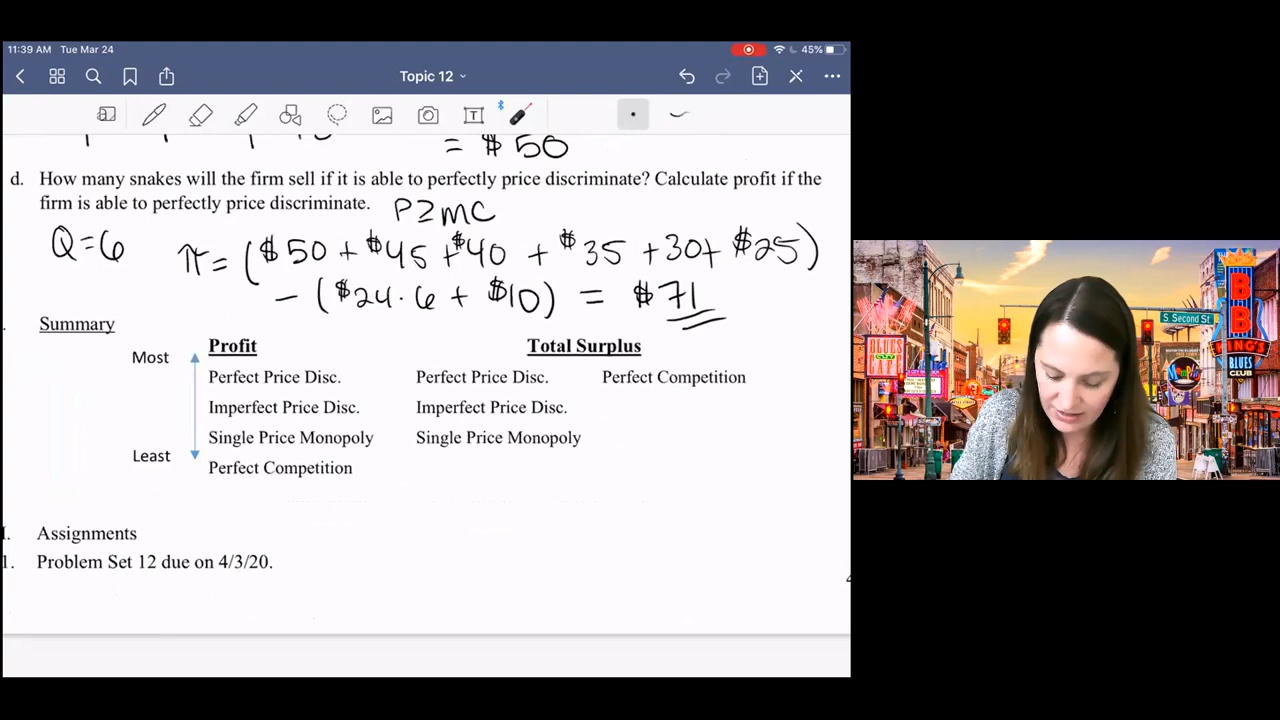 11:39 AM Tue Mar 24
45%
Topic 12
T
= $50
d. How many snakes will the firm sell if it is able to perfectly price discriminate? Calculate profit if the
firm is able to perfectly price discriminate. P≥MC
Q=6 π= ($50 + $45 + $40 + $35 + 30 + $25)
- ($24·6 + $10) = $71
Summary
Profit Total Surplus
Most
Perfect Price Disc. Perfect Price Disc. Perfect Competition
Imperfect Price Disc. Imperfect Price Disc.
Single Price Monopoly Single Price Monopoly
Least
Perfect Competition
Assignments
1. Problem Set 12 due on 4/3/20.
S. Second St.
BLUES
BB
KING'S
BLUES
CLUB
Memphis